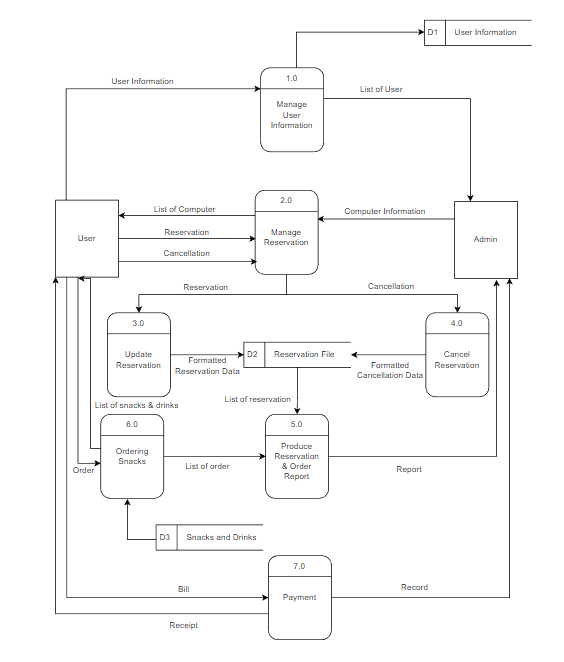 D1 User Information
1.0
User Information
List of User
Manage
User
Information
2.0
List of Computer
Computer Information
Reservation
Manage
Reservation
User
Admin
Cancellation
Reservation
Cancellation
3.0
4.0
Update
Reservation
D2 Reservation File
Cancel
Reservation
Formatted
Reservation Data
Formatted
Cancellation Data
List of reservation
List of snacks & drinks
6.0
5.0
Ordering
Snacks
Produce
Reservation
& Order
Report
Order
List of order
Report
D3 Snacks and Drinks
7.0
Bill
Payment
Record
Receipt